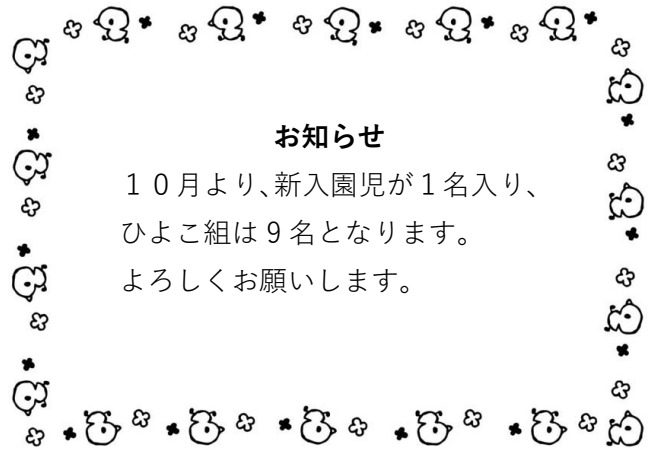 お知らせ
１０月より、新入園児が１名入り、
ひよこ組は９名となります。
よろしくお願いします。